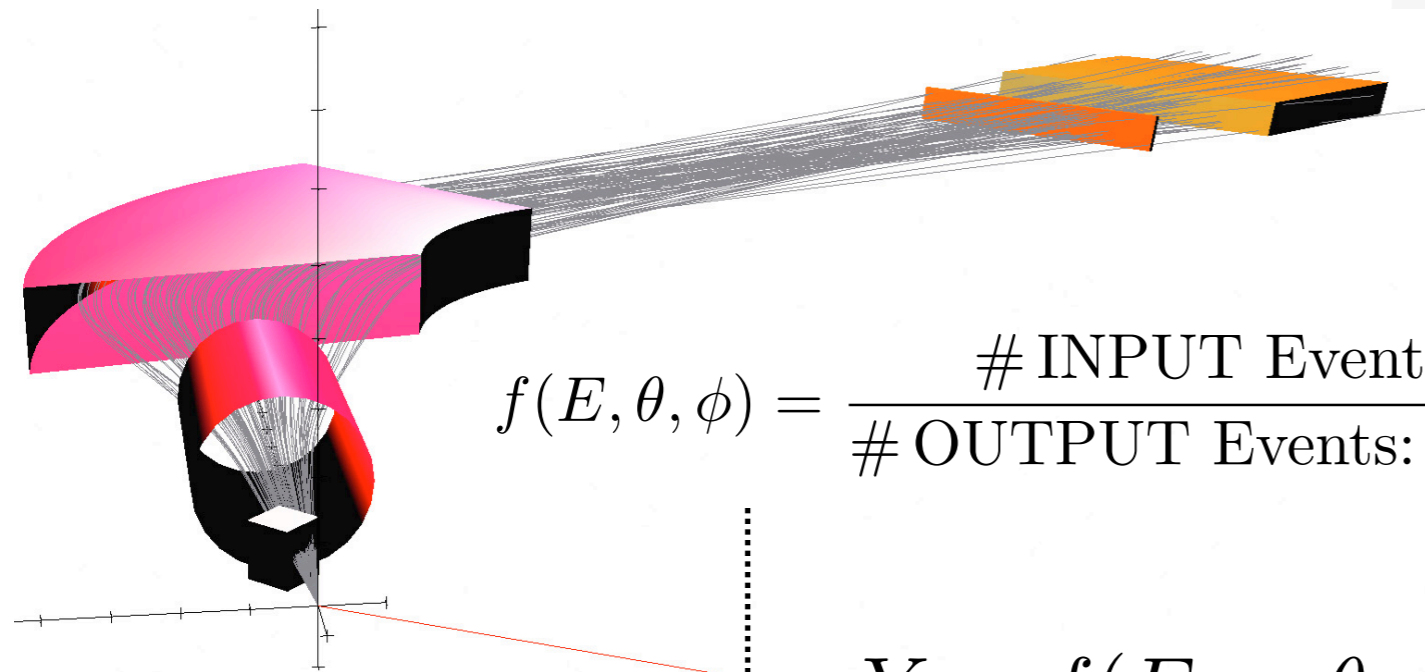 f(E, θ, ϕ) =
# INPUT Event
# OUTPUT Events: